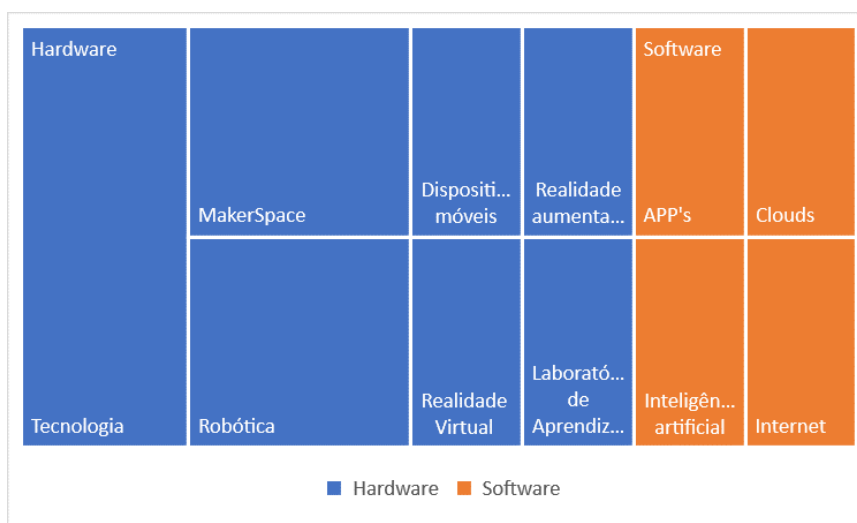 Hardware
Tecnologia
MakerSpace
Robótica
Dispositi...
móveis
Realidade
Virtual
Realidade
aumenta...
Laborató...
de
Aprendiz...
Software
APP's
Clouds
Inteligên...
artificial
Internet
Hardware
Software